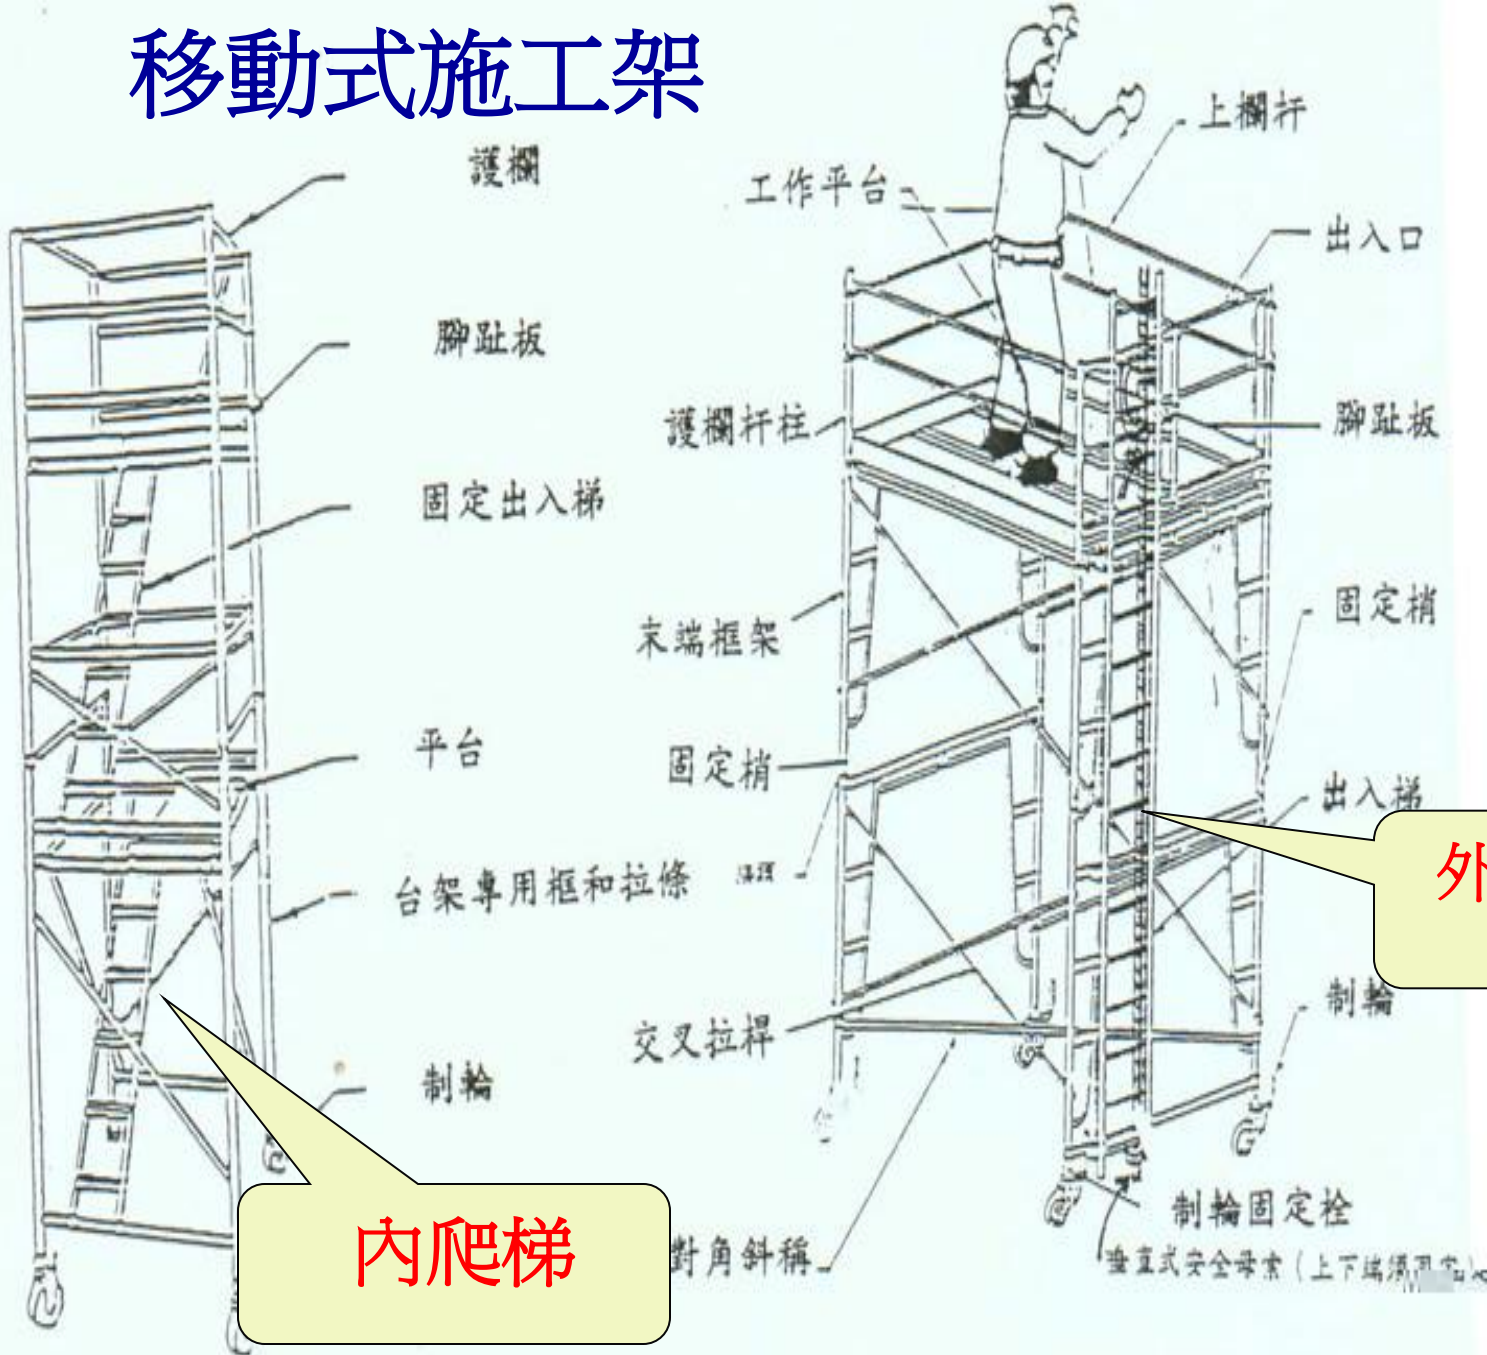 移動式施工架
護欄
腳趾板
固定出入梯
平台
台架專用框和拉條
制輪
內爬梯
上欄杆
工作平台
出入口
護欄杆柱
腳趾板
末端框架
固定梢
固定梢
出入梯
外
交叉拉桿
制輪
制輪固定栓
對角斜稱
垂直式安全母索（上下端須固定）